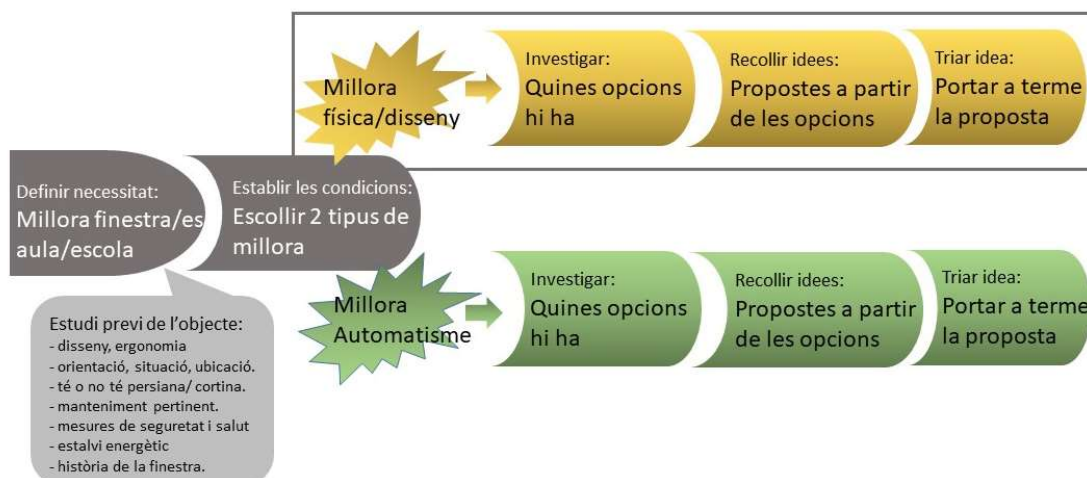 Definir necessitat:
Millora finestra/es
aula/escola
Establir les condicions:
Escollir 2 tipus de
millora
Estudi previ de l'objecte:
- disseny, ergonomia
- orientació, situació, ubicació.
- té o no té persiana/ cortina.
- manteniment pertinent.
- mesures de seguretat i salut
- estalvi energètic
- història de la finestra.
Millora
física/disseny
Investigar:
Quines opcions
hi ha
Recollir idees:
Propostes a partir
de les opcions
Triar idea:
Portar a terme
la proposta
Millora
Automatisme
Investigar:
Quines opcions
hi ha
Recollir idees:
Propostes a partir
de les opcions
Triar idea:
Portar a terme
la proposta